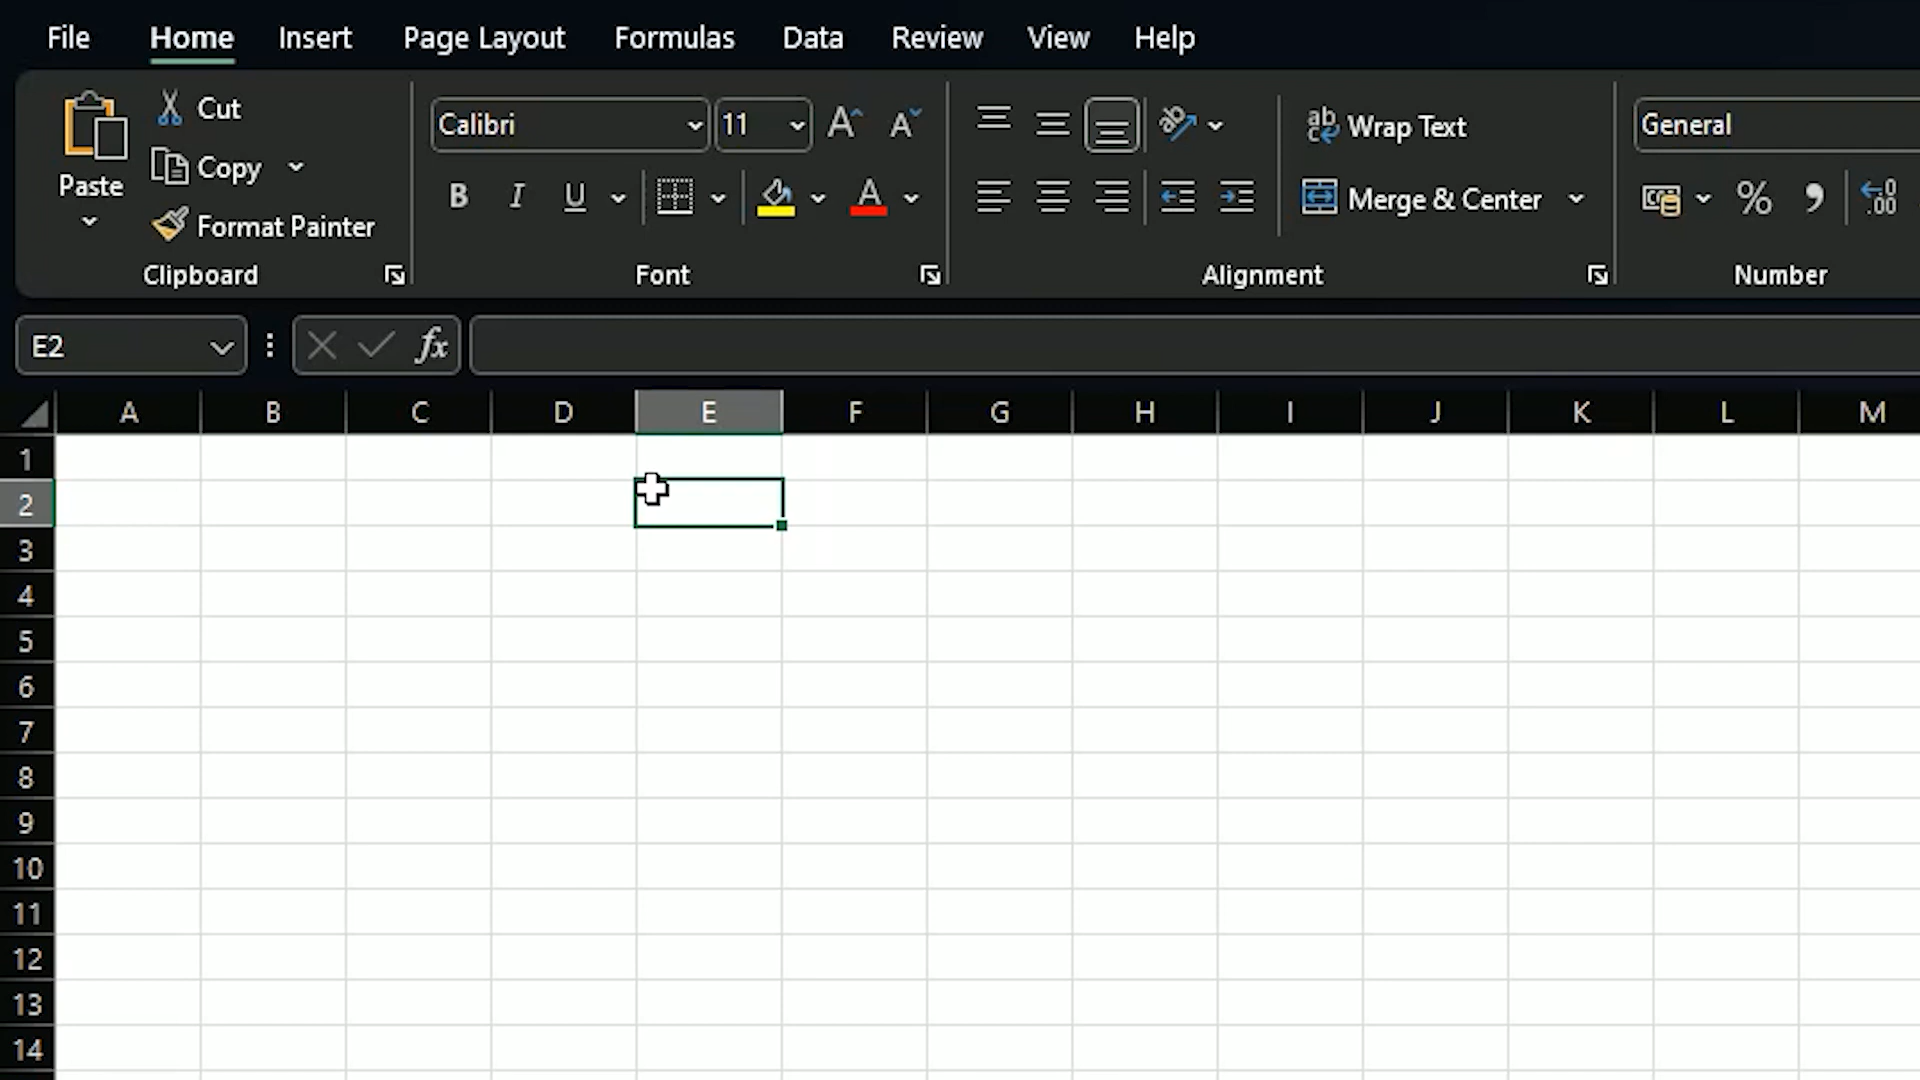 File Home Insert Page Layout Formulas Data Review View Help
Paste
Cut
Copy
Format Painter
Clipboard
Calibri 11
B I U
Font
ab Wrap Text
Merge & Center
Alignment
General
% .00
Number
E2 fx
A B C D E F G H I J K L M
1
2
3
4
5
6
7
8
9
10
11
12
13
14